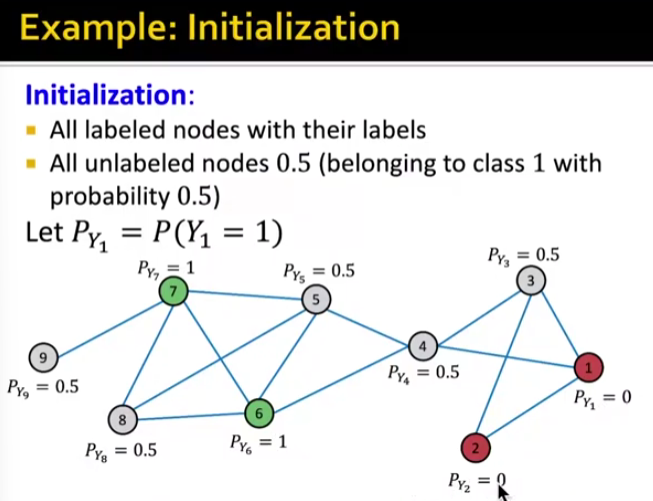 Example: Initialization
Initialization:
▪ All labeled nodes with their labels
▪ All unlabeled nodes 0.5 (belonging to class 1 with
probability 0.5)
Let P_{Y_1} = P(Y_1 = 1)
P_{Y_7} = 1
P_{Y_5} = 0.5
P_{Y_3} = 0.5
7
5
3
9
4
1
P_{Y_9} = 0.5
P_{Y_4} = 0.5
P_{Y_1} = 0
8
6
2
P_{Y_8} = 0.5
P_{Y_6} = 1
P_{Y_2} = 0